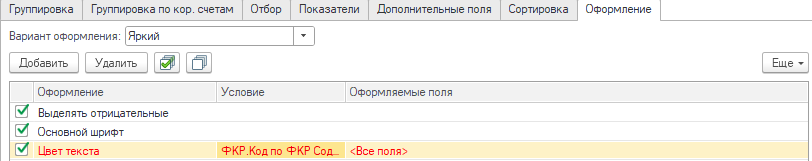 Группировка Группировка по кор. счетам Отбор Показатели Дополнительные поля Сортировка Оформление
Вариант оформления: Яркий
Добавить Удалить Еще
Оформление Условие Оформляемые поля
Выделять отрицательные
Основной шрифт
Цвет текста ФКР.Код по ФКР Сод... <Все поля>